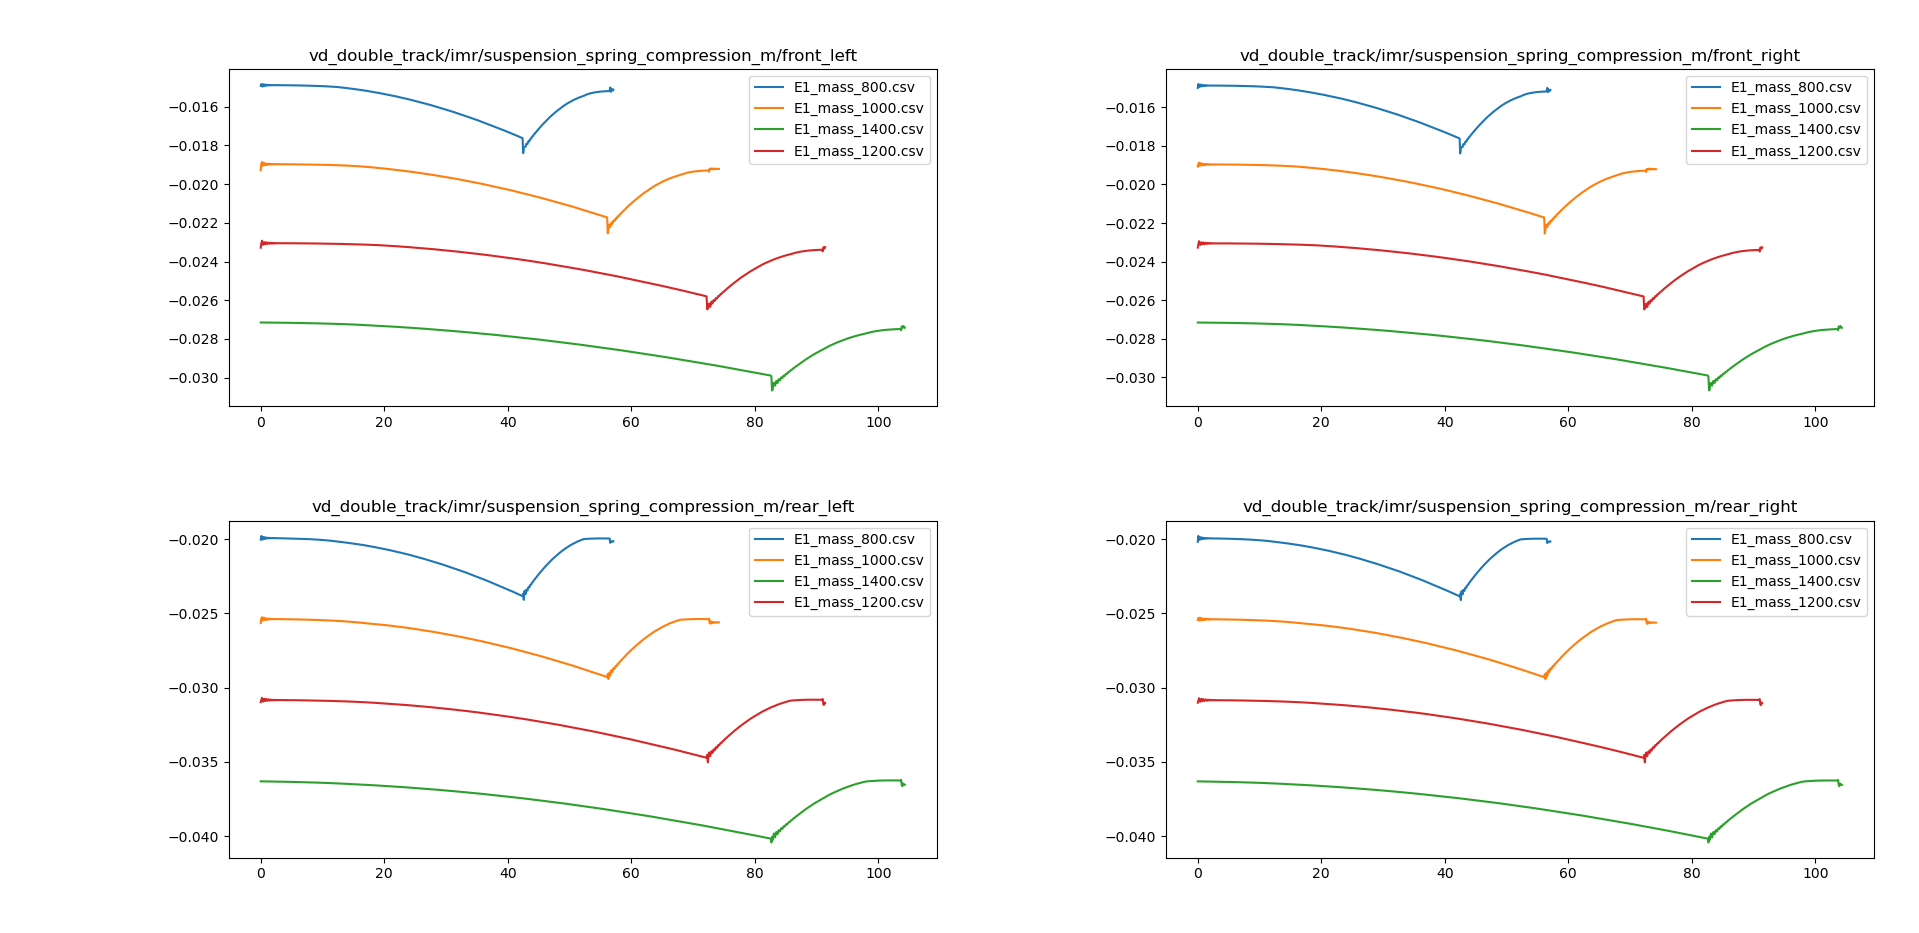 vd_double_track/imr/suspension_spring_compression_m/front_left
E1_mass_800.csv
E1_mass_1000.csv
E1_mass_1400.csv
E1_mass_1200.csv
−0.016
−0.018
−0.020
−0.022
−0.024
−0.026
−0.028
−0.030
0 20 40 60 80 100
vd_double_track/imr/suspension_spring_compression_m/front_right
E1_mass_800.csv
E1_mass_1000.csv
E1_mass_1400.csv
E1_mass_1200.csv
−0.016
−0.018
−0.020
−0.022
−0.024
−0.026
−0.028
−0.030
0 20 40 60 80 100
vd_double_track/imr/suspension_spring_compression_m/rear_left
E1_mass_800.csv
E1_mass_1000.csv
E1_mass_1400.csv
E1_mass_1200.csv
−0.020
−0.025
−0.030
−0.035
−0.040
0 20 40 60 80 100
vd_double_track/imr/suspension_spring_compression_m/rear_right
E1_mass_800.csv
E1_mass_1000.csv
E1_mass_1400.csv
E1_mass_1200.csv
−0.020
−0.025
−0.030
−0.035
−0.040
0 20 40 60 80 100